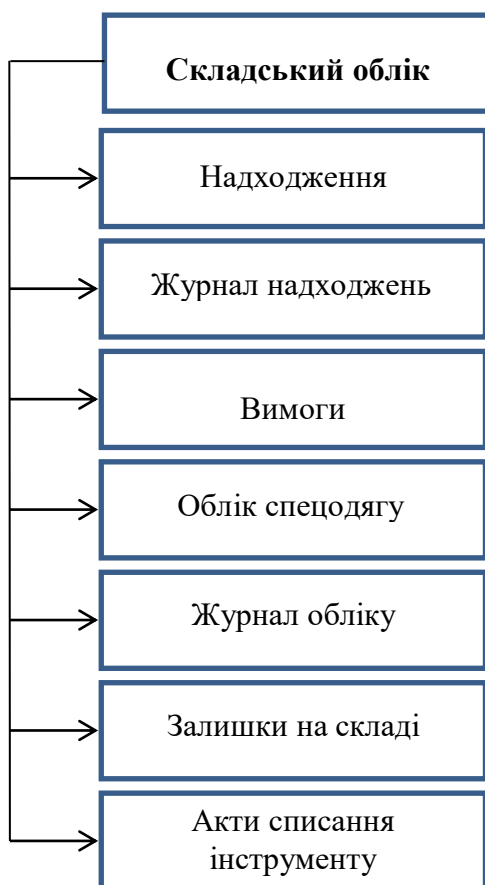 Складський облік
Надходження
Журнал надходжень
Вимоги
Облік спецодягу
Журнал обліку
Залишки на складі
Акти списання
інструменту